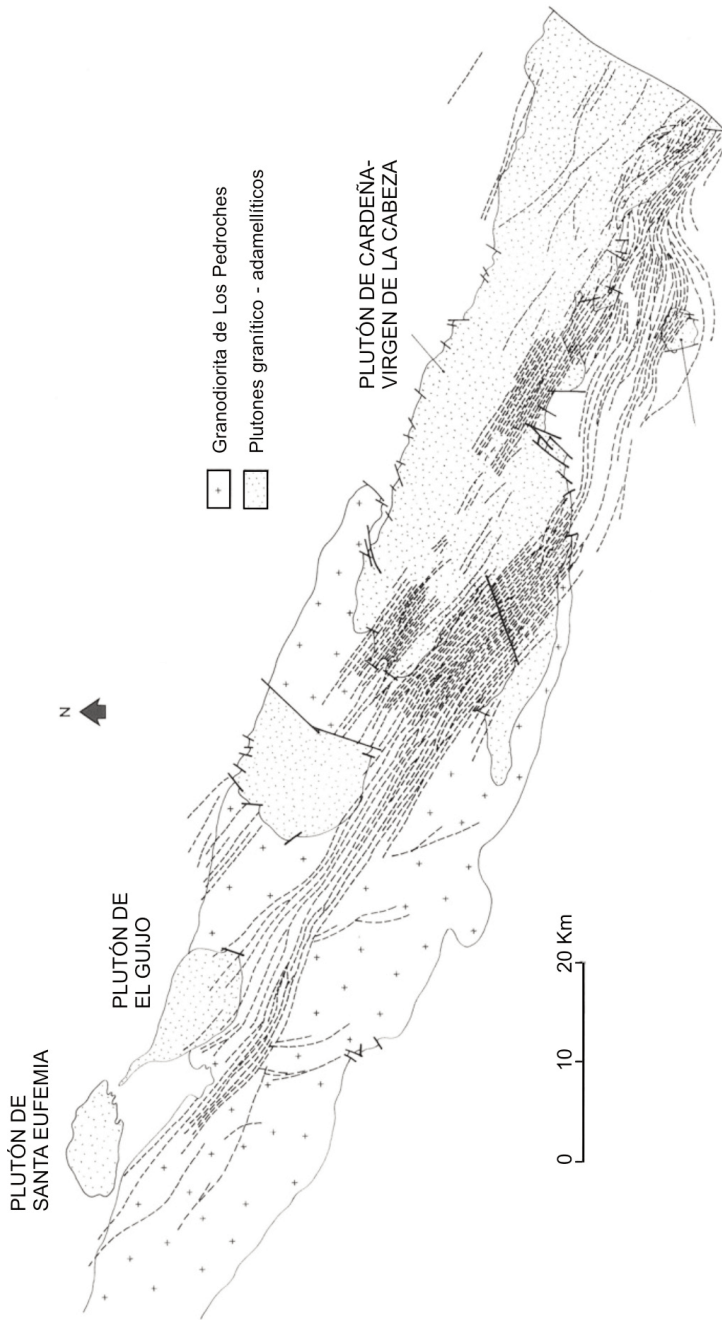 PLUTÓN DE
SANTA EUFEMIA
PLUTÓN DE
EL GUIJO
N
Granodiorita de Los Pedroches
Plutones granítico - adamellíticos
PLUTÓN DE CARDEÑA-
VIRGEN DE LA CABEZA
0 10 20 Km